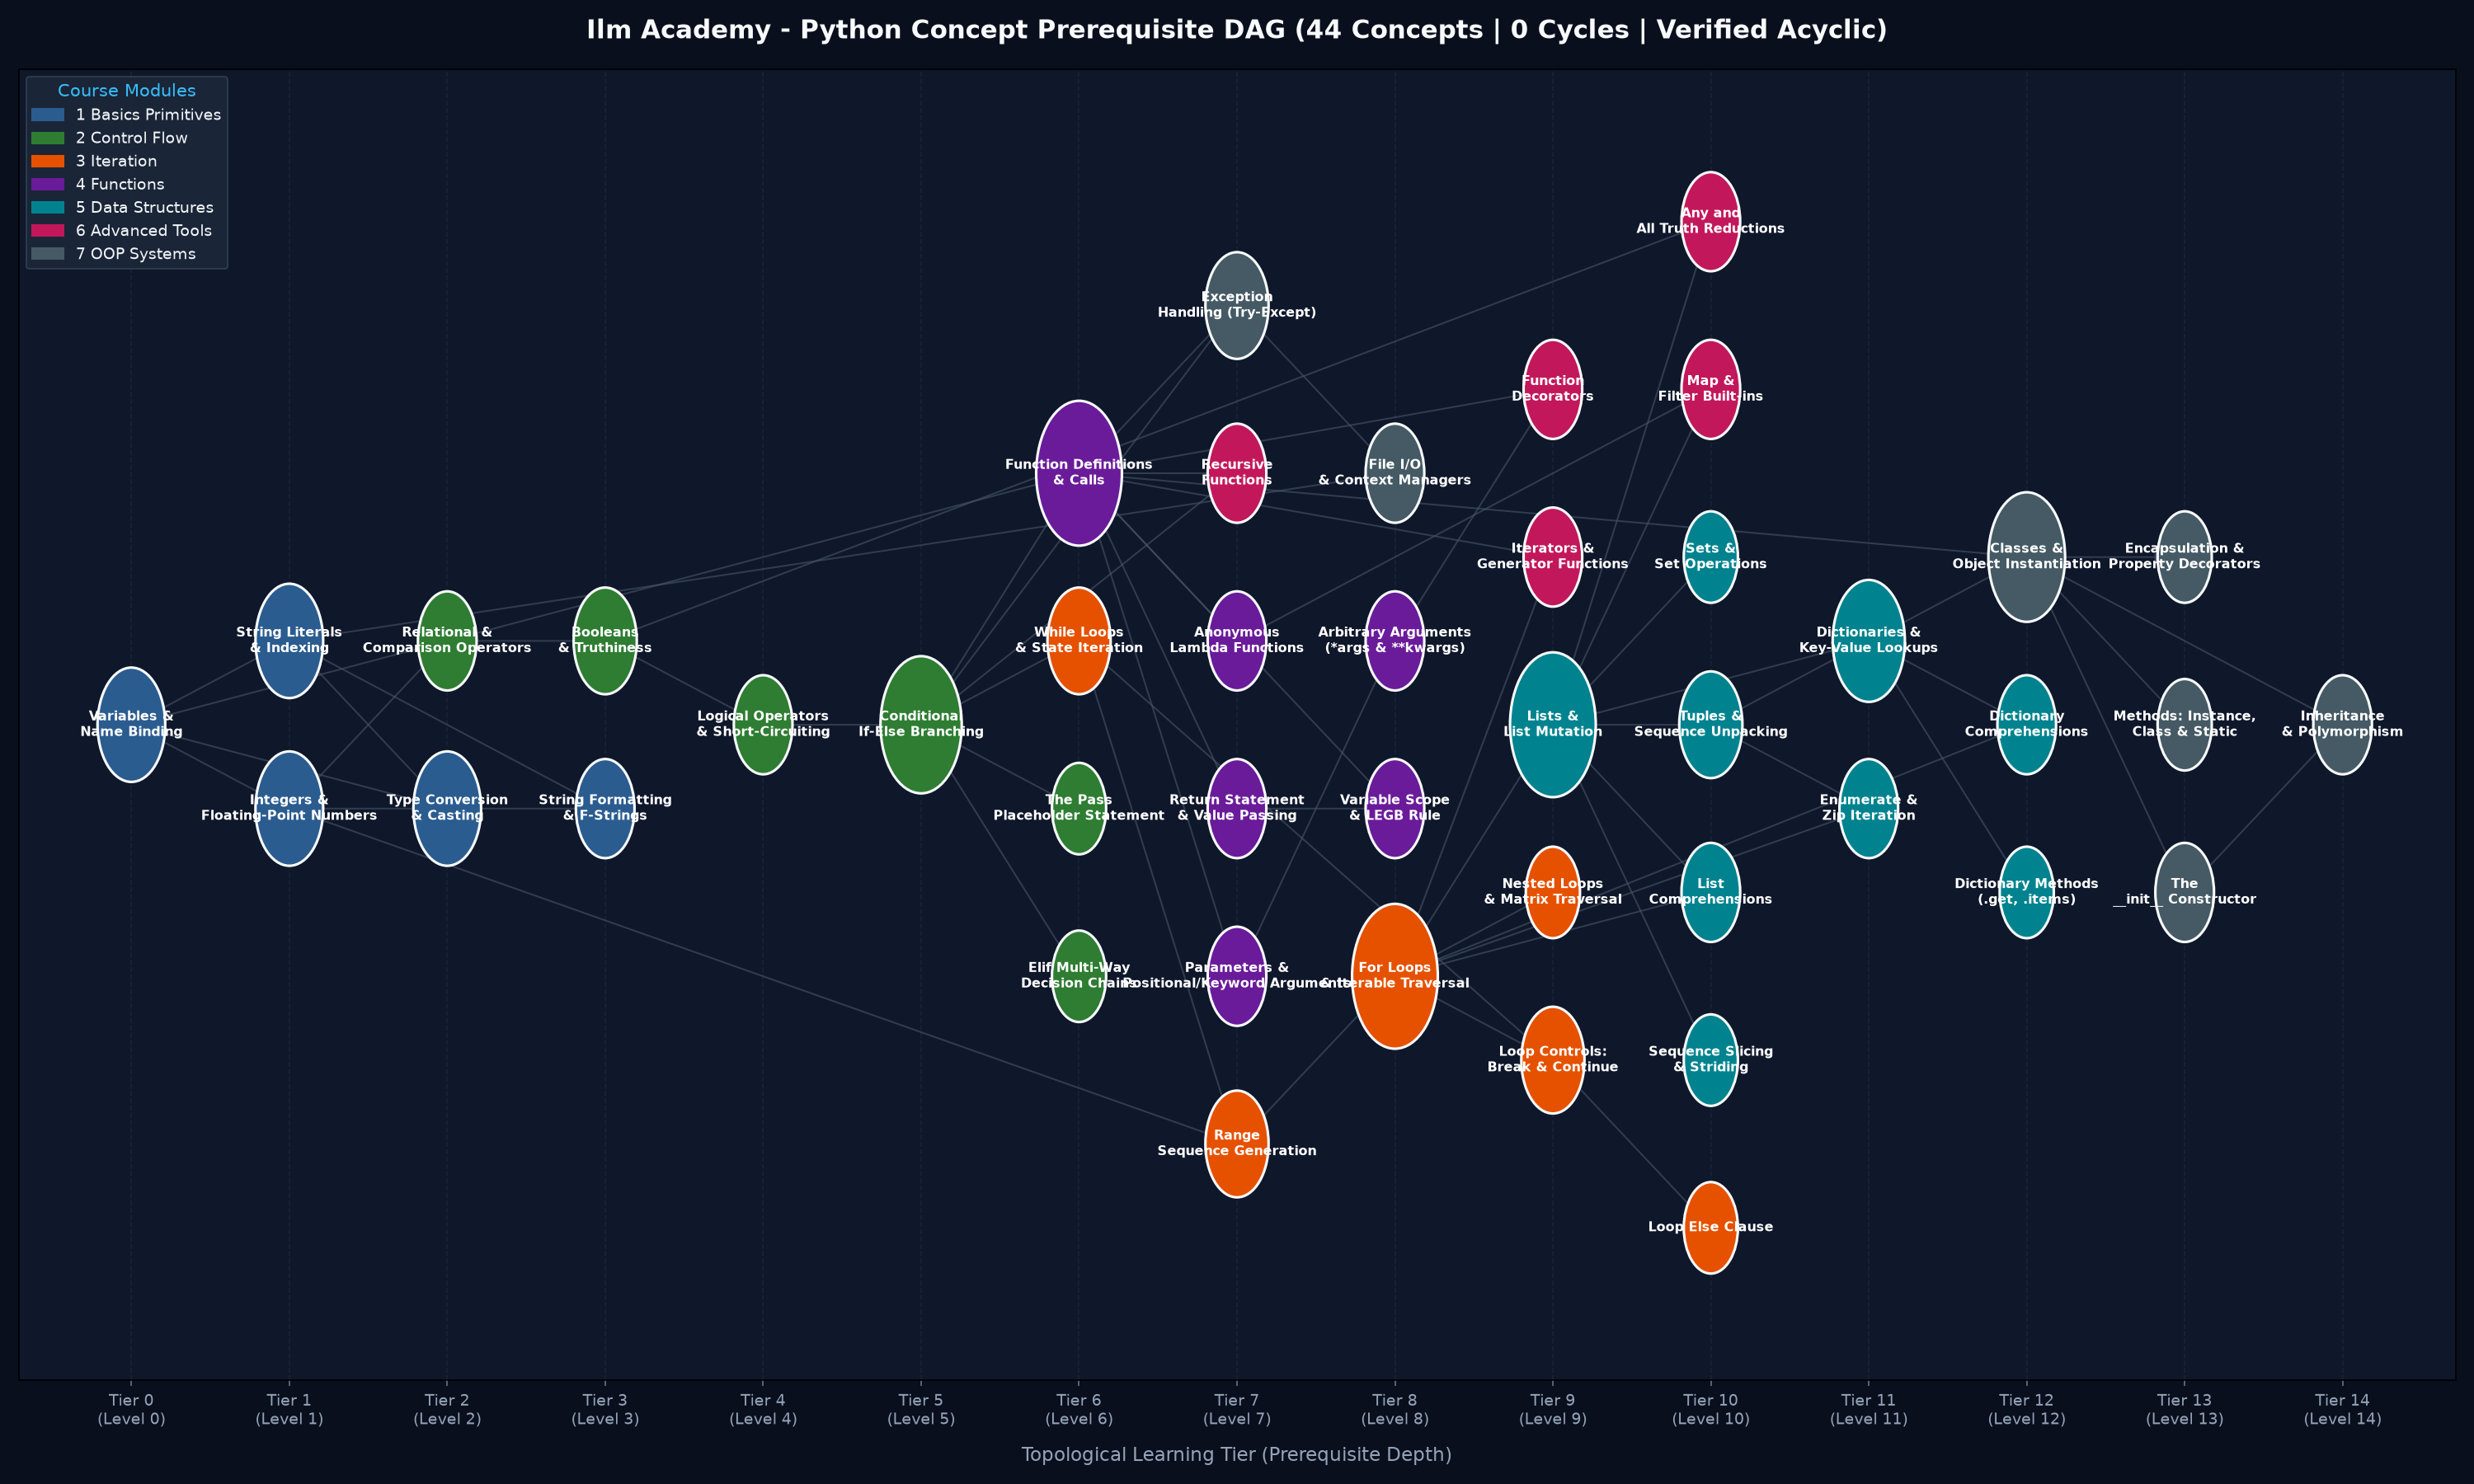 Ilm Academy - Python Concept Prerequisite DAG (44 Concepts | 0 Cycles | Verified Acyclic)
Course Modules
1 Basics Primitives
2 Control Flow
3 Iteration
4 Functions
5 Data Structures
6 Advanced Tools
7 OOP Systems
Variables &
Name Binding
String Literals
& Indexing
Integers &
Floating-Point Numbers
Relational &
Comparison Operators
Type Conversion
& Casting
Booleans
& Truthiness
String Formatting
& F-Strings
Logical Operators
& Short-Circuiting
Conditional
If-Else Branching
Function Definitions
& Calls
While Loops
& State Iteration
The Pass
Placeholder Statement
Elif Multi-Way
Decision Chains
Exception
Handling (Try-Except)
Recursive
Functions
Anonymous
Lambda Functions
Return Statement
& Value Passing
Parameters &
Positional/Keyword Arguments
Range
Sequence Generation
File I/O
& Context Managers
Arbitrary Arguments
(*args & **kwargs)
Variable Scope
& LEGB Rule
For Loops
& Iterable Traversal
Function
Decorators
Iterators &
Generator Functions
Lists &
List Mutation
Nested Loops
& Matrix Traversal
Loop Controls:
Break & Continue
Any and
All Truth Reductions
Map &
Filter Built-ins
Sets &
Set Operations
Tuples &
Sequence Unpacking
List
Comprehensions
Sequence Slicing
& Striding
Loop Else Clause
Dictionaries &
Key-Value Lookups
Enumerate &
Zip Iteration
Classes &
Object Instantiation
Dictionary
Comprehensions
Dictionary Methods
(.get, .items)
Encapsulation &
Property Decorators
Methods: Instance,
Class & Static
The
__init__ Constructor
Inheritance
& Polymorphism
Tier 0
(Level 0)
Tier 1
(Level 1)
Tier 2
(Level 2)
Tier 3
(Level 3)
Tier 4
(Level 4)
Tier 5
(Level 5)
Tier 6
(Level 6)
Tier 7
(Level 7)
Tier 8
(Level 8)
Tier 9
(Level 9)
Tier 10
(Level 10)
Tier 11
(Level 11)
Tier 12
(Level 12)
Tier 13
(Level 13)
Tier 14
(Level 14)
Topological Learning Tier (Prerequisite Depth)